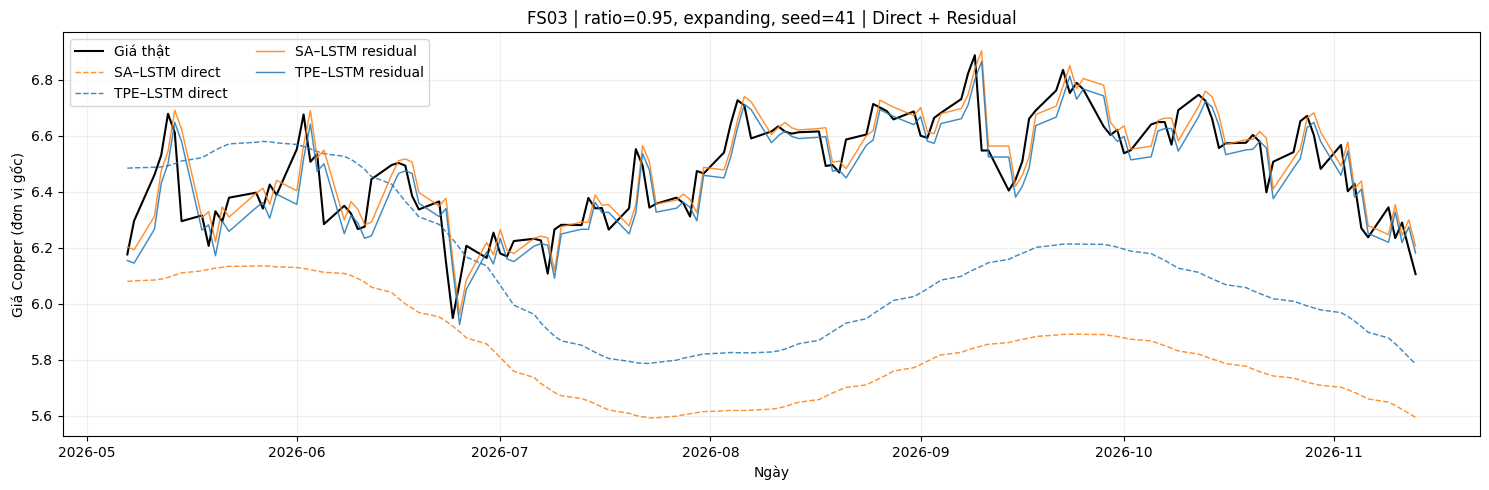 FS03 | ratio=0.95, expanding, seed=41 | Direct + Residual
Giá thật
SA–LSTM direct
TPE–LSTM direct
SA–LSTM residual
TPE–LSTM residual
Giá Copper (đơn vị gốc)
6.8
6.6
6.4
6.2
6.0
5.8
5.6
2026-05
2026-06
2026-07
2026-08
2026-09
2026-10
2026-11
Ngày